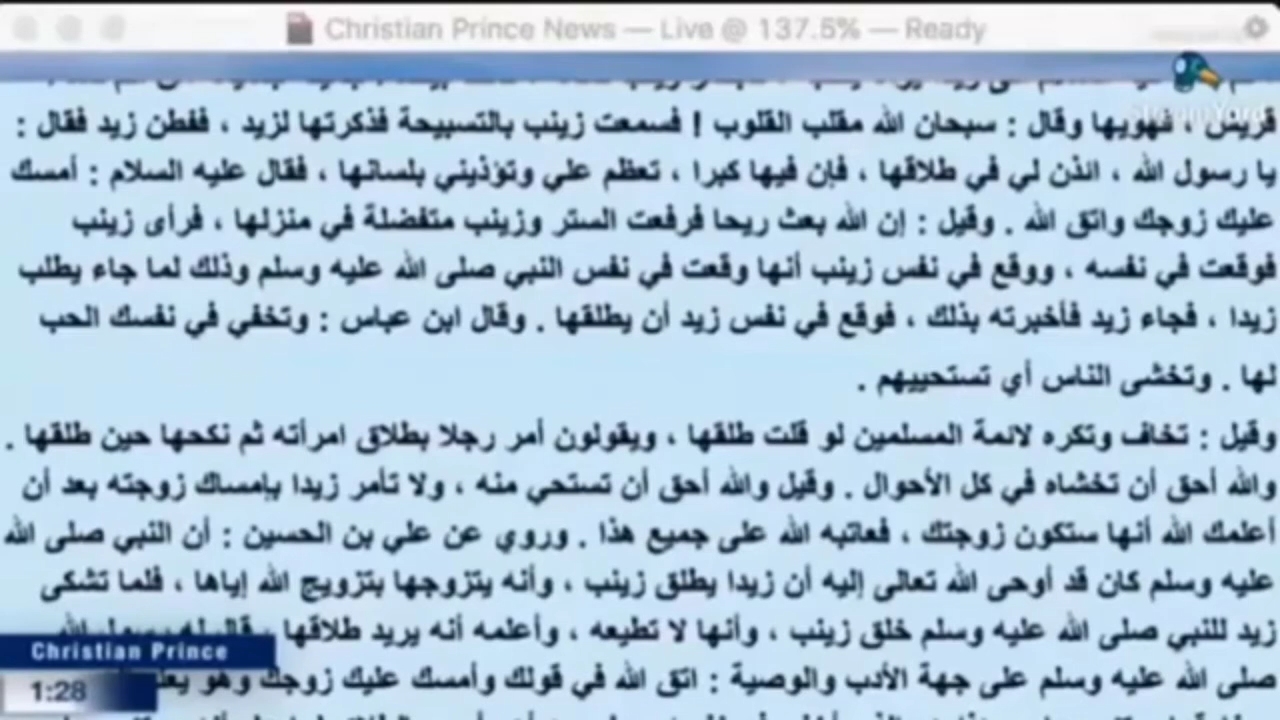 Christian Prince News — Live @ 137.5% — Ready
قريش ، فهويها وقال : سبحان الله مقلب القلوب ! فسمعت زينب بالتسبيحة فذكرتها لزيد ، ففطن زيد فقال :
يا رسول الله ، ائذن لي في طلاقها ، فإن فيها كبرا ، تعظم علي وتؤذيني بلسانها ، فقال عليه السلام : أمسك
عليك زوجك واتق الله . وقيل : إن الله بعث ريحا فرفعت الستر وزينب متفضلة في منزلها ، فرأى زينب
فوقعت في نفسه ، ووقع في نفس زينب أنها وقعت في نفس النبي صلى الله عليه وسلم وذلك لما جاء يطلب
زيدا ، فجاء زيد فأخبرته بذلك ، فوقع في نفس زيد أن يطلقها . وقال ابن عباس : وتخفي في نفسك الحب
لها . وتخشى الناس أي تستحييهم .
وقيل : تخاف وتكره لائمة المسلمين لو قلت طلقها ، ويقولون أمر رجلا بطلاق امرأته ثم نكحها حين طلقها .
والله أحق أن تخشاه في كل الأحوال . وقيل والله أحق أن تستحي منه ، ولا تأمر زيدا بإمساك زوجته بعد أن
أعلمك الله أنها ستكون زوجتك ، فعاتبه الله على جميع هذا . وروي عن علي بن الحسين : أن النبي صلى الله
عليه وسلم كان قد أوحى الله تعالى إليه أن زيدا يطلق زينب ، وأنه يتزوجها بتزويج الله إياها ، فلما تشكى
زيد للنبي صلى الله عليه وسلم خلق زينب ، وأنها لا تطيعه ، وأعلمه أنه يريد طلاقها ، قال له رسول الله
صلى الله عليه وسلم على جهة الأدب والوصية : اتق الله في قولك وأمسك عليك زوجك وهو
Christian Prince
1:28